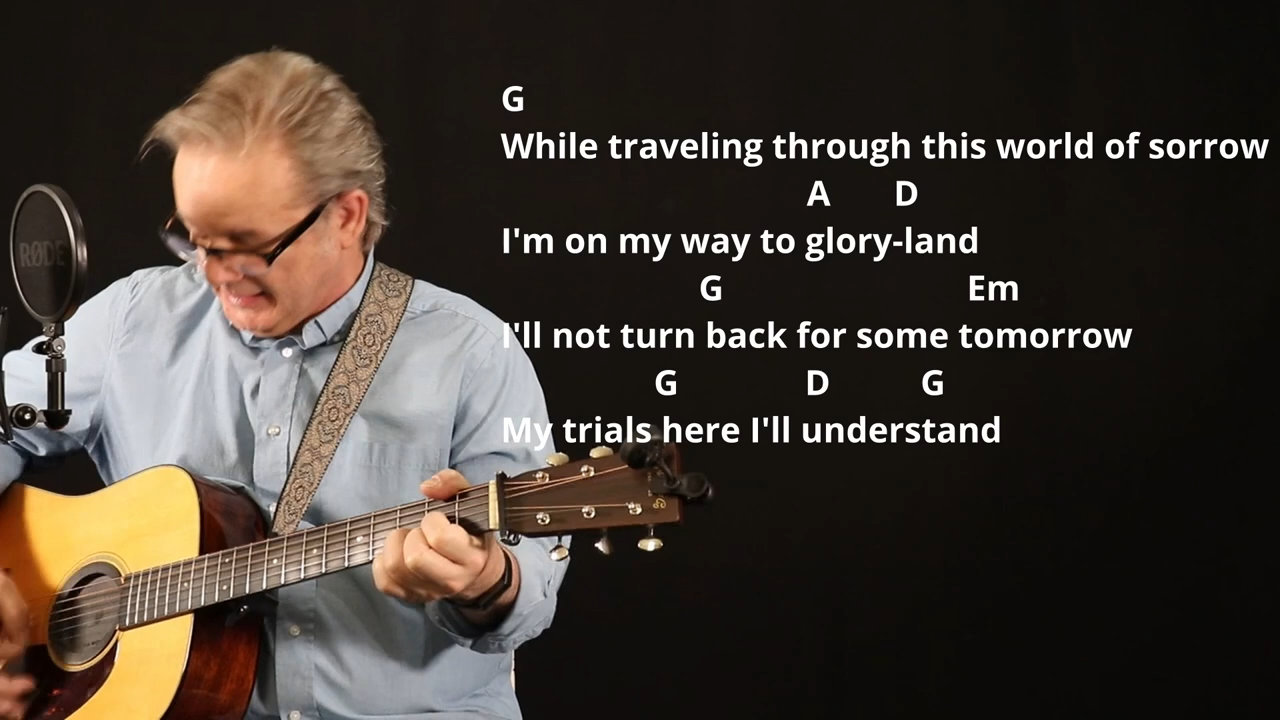 RØDE
G
While traveling through this world of sorrow
A D
I'm on my way to glory-land
G Em
I'll not turn back for some tomorrow
G D G
My trials here I'll understand